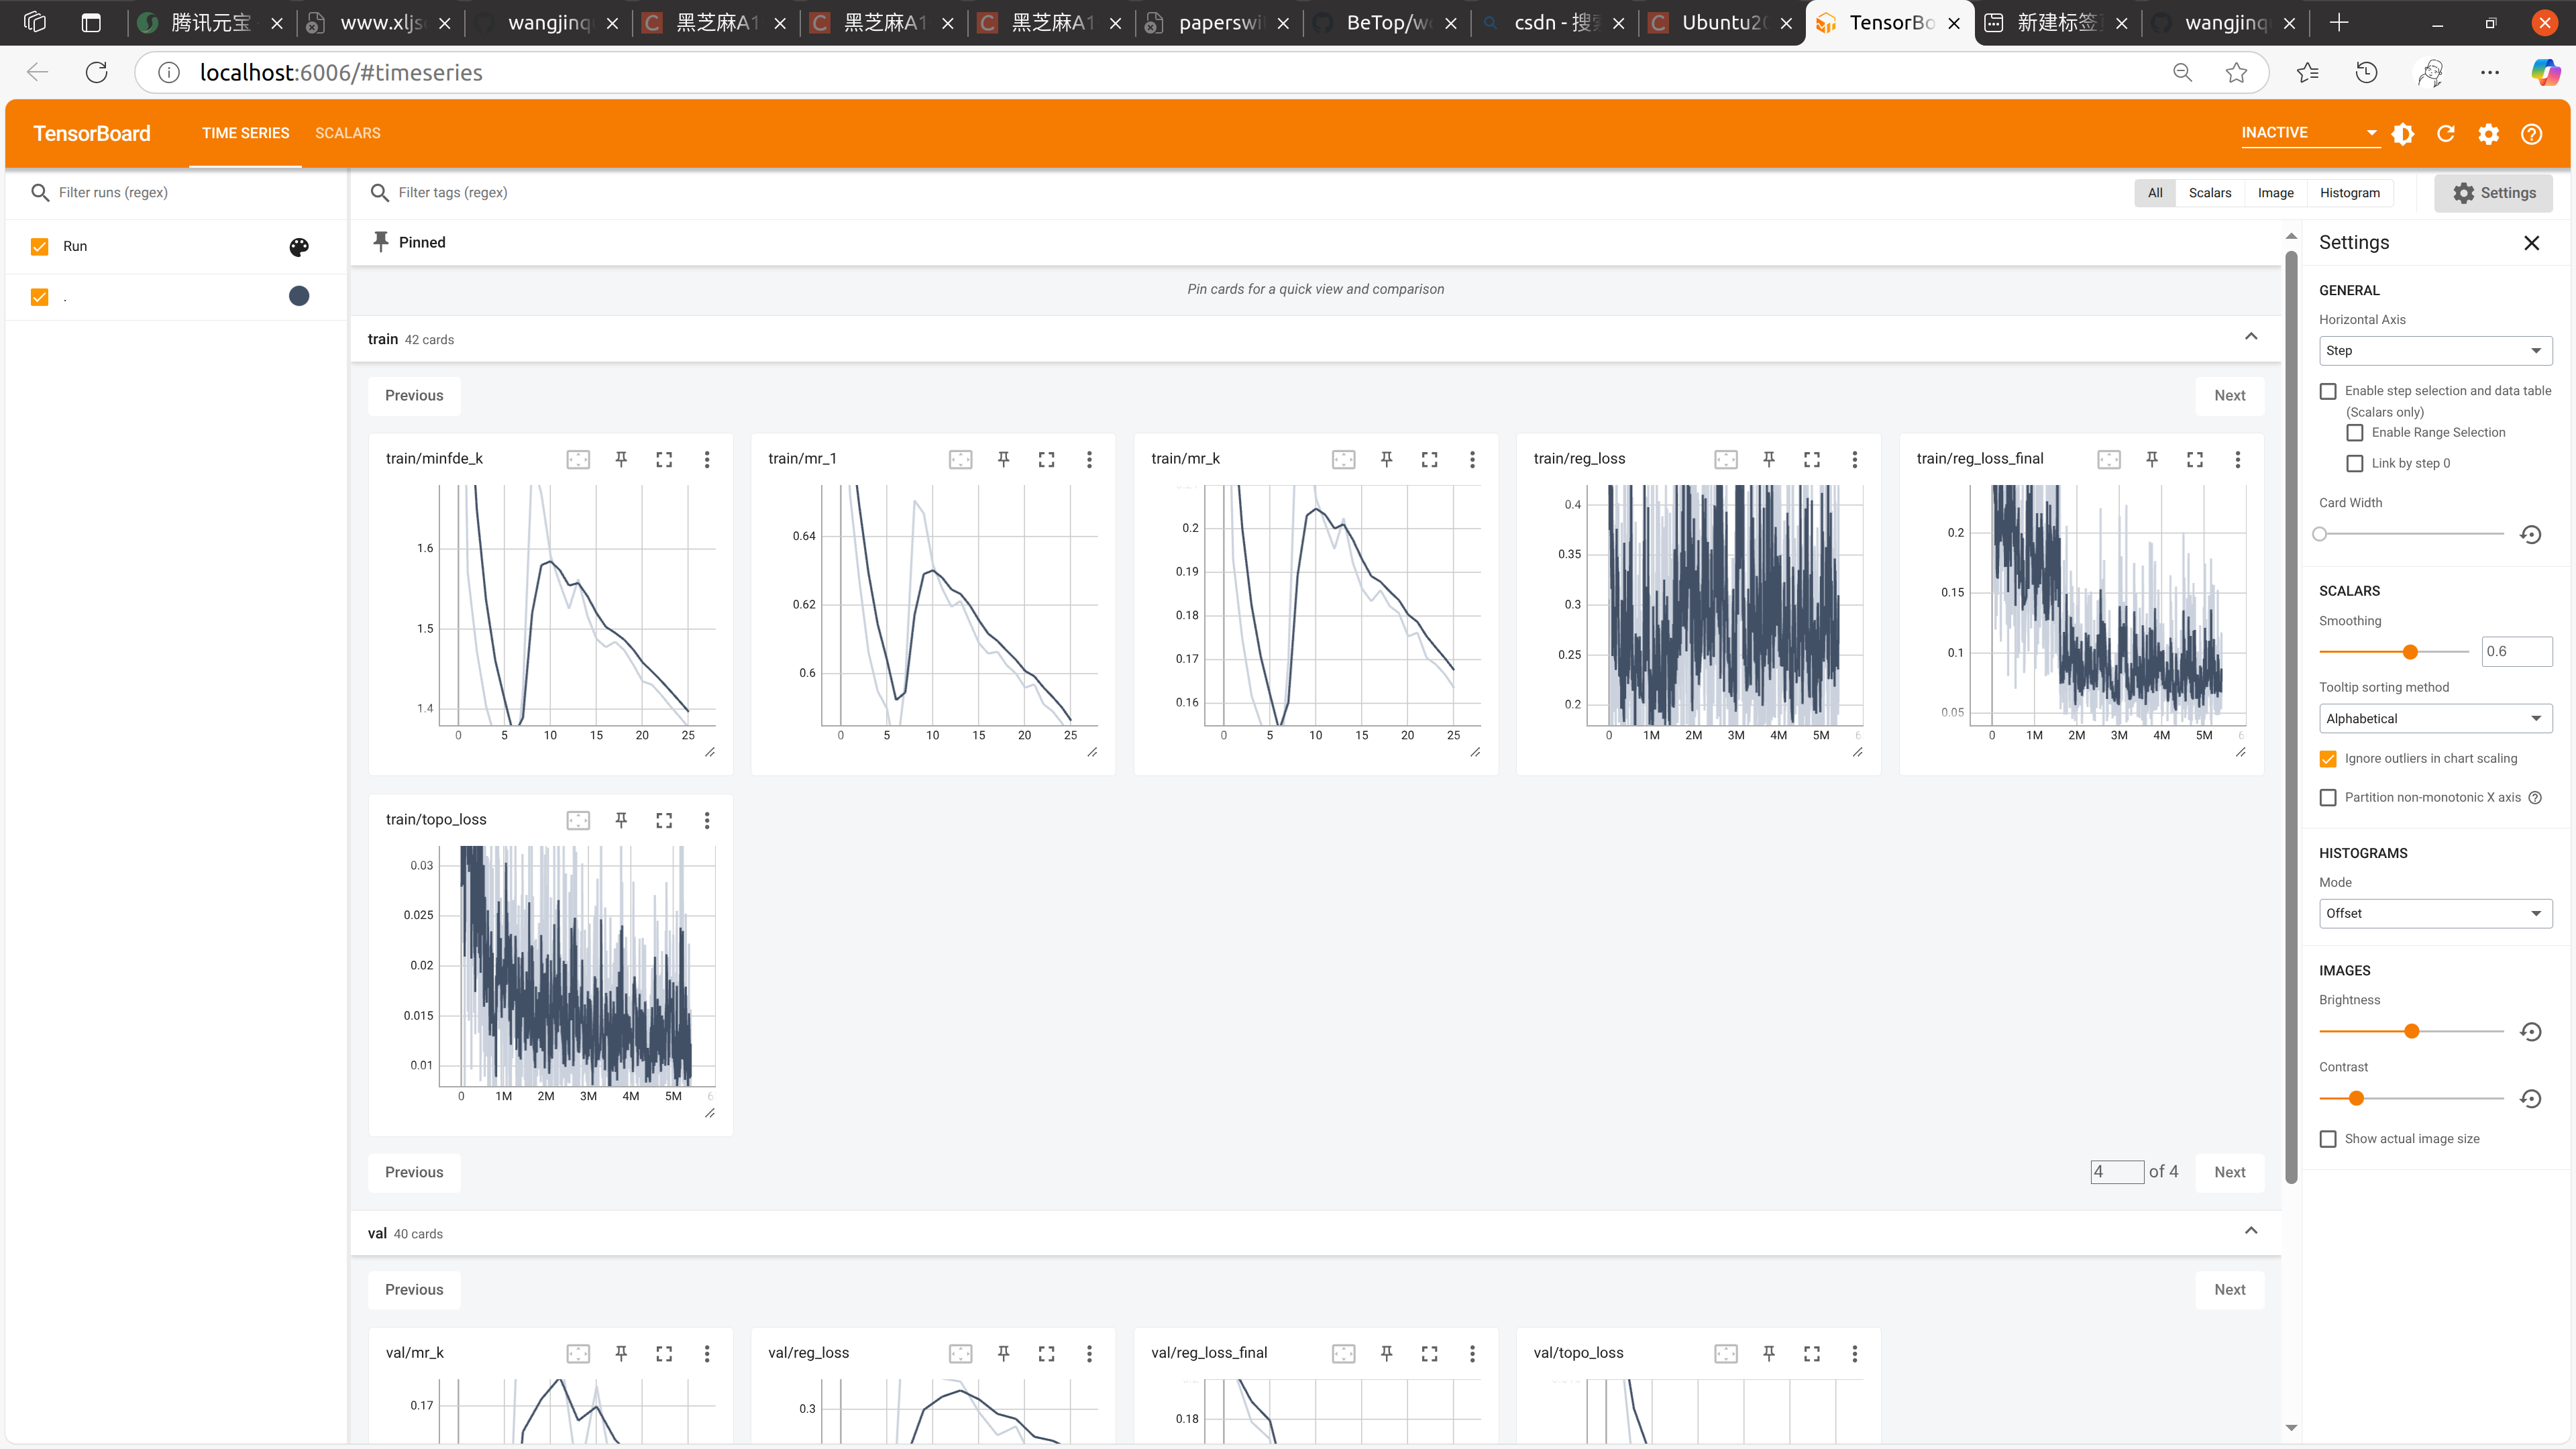 腾讯元宝
www.xljs
wangjinq
黑芝麻A1
黑芝麻A1
黑芝麻A1
paperswi
BeTop/w
csdn - 搜
Ubuntu2
TensorBo
新建标签
wangjinq
localhost:6006/#timeseries
TensorBoard
TIME SERIES
SCALARS
INACTIVE
Filter runs (regex)
Filter tags (regex)
All
Scalars
Image
Histogram
Settings
Run
.
Pinned
Pin cards for a quick view and comparison
train 42 cards
Previous
Next
train/minfde_k
1.6
1.5
1.4
0 5 10 15 20 25
train/mr_1
0.64
0.62
0.6
0 5 10 15 20 25
train/mr_k
0.2
0.19
0.18
0.17
0.16
0 5 10 15 20 25
train/reg_loss
0.4
0.35
0.3
0.25
0.2
0 1M 2M 3M 4M 5M 6
train/reg_loss_final
0.2
0.15
0.1
0.05
0 1M 2M 3M 4M 5M 6
train/topo_loss
0.03
0.025
0.02
0.015
0.01
0 1M 2M 3M 4M 5M 6
Previous
4 of 4
Next
val 40 cards
Previous
Next
val/mr_k
0.17
val/reg_loss
0.3
val/reg_loss_final
0.18
val/topo_loss
Settings
GENERAL
Horizontal Axis
Step
Enable step selection and data table
(Scalars only)
Enable Range Selection
Link by step 0
Card Width
SCALARS
Smoothing
0.6
Tooltip sorting method
Alphabetical
Ignore outliers in chart scaling
Partition non-monotonic X axis
HISTOGRAMS
Mode
Offset
IMAGES
Brightness
Contrast
Show actual image size